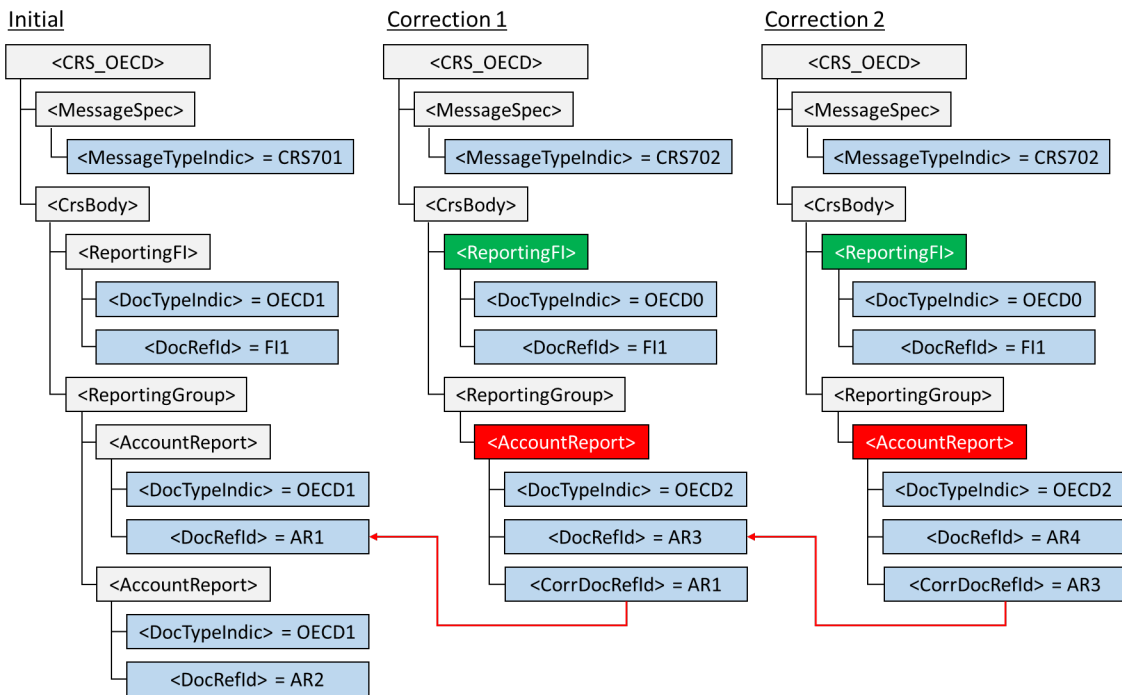 Initial
<CRS_OECD>
<MessageSpec>
<MessageTypeIndic> = CRS701
<CrsBody>
<ReportingFI>
<DocTypeIndic> = OECD1
<DocRefId> = FI1
<ReportingGroup>
<AccountReport>
<DocTypeIndic> = OECD1
<DocRefId> = AR1
<AccountReport>
<DocTypeIndic> = OECD1
<DocRefId> = AR2
Correction 1
<CRS_OECD>
<MessageSpec>
<MessageTypeIndic> = CRS702
<CrsBody>
<ReportingFI>
<DocTypeIndic> = OECD0
<DocRefId> = FI1
<ReportingGroup>
<AccountReport>
<DocTypeIndic> = OECD2
<DocRefId> = AR3
<CorrDocRefId> = AR1
Correction 2
<CRS_OECD>
<MessageSpec>
<MessageTypeIndic> = CRS702
<CrsBody>
<ReportingFI>
<DocTypeIndic> = OECD0
<DocRefId> = FI1
<ReportingGroup>
<AccountReport>
<DocTypeIndic> = OECD2
<DocRefId> = AR4
<CorrDocRefId> = AR3